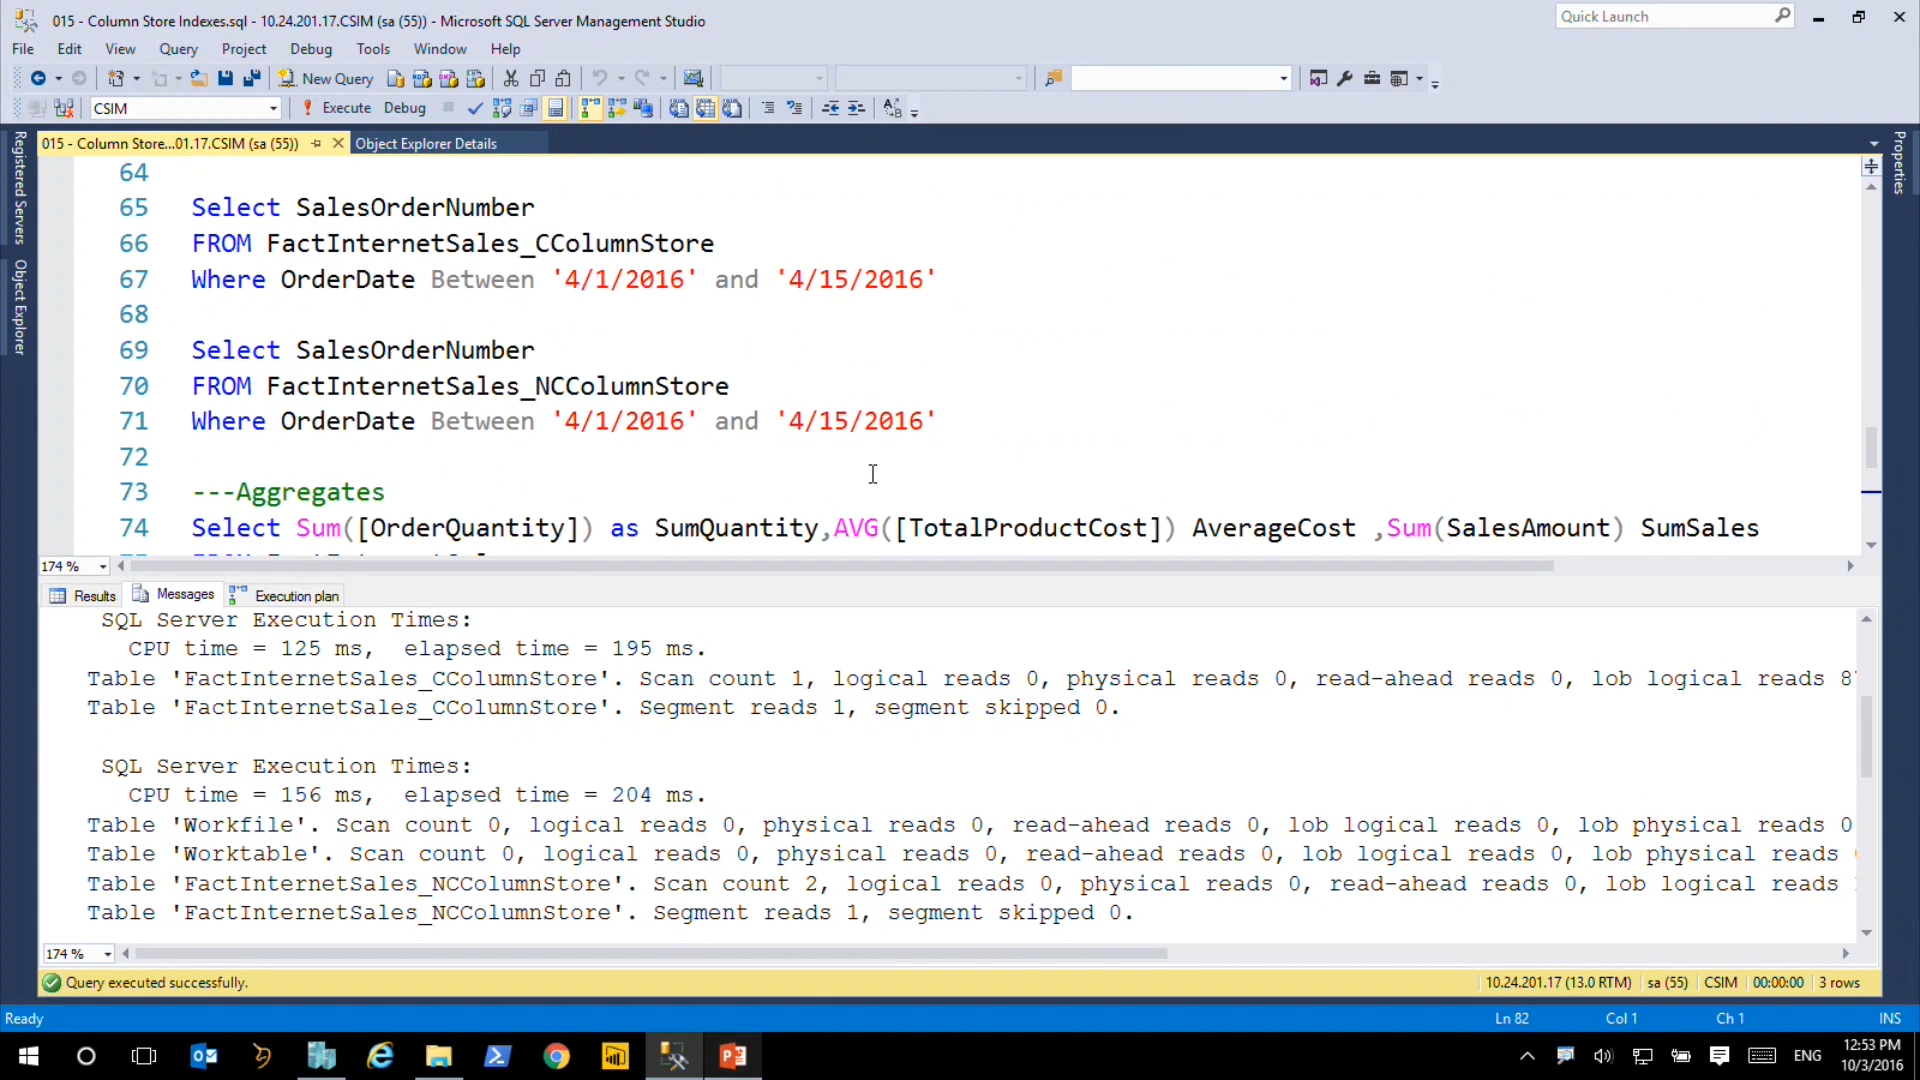 015 - Column Store Indexes.sql - 10.24.201.17.CSIM (sa (55)) - Microsoft SQL Server Management Studio
Quick Launch
File Edit View Query Project Debug Tools Window Help
New Query
CSIM Execute Debug
015 - Column Store...01.17.CSIM (sa (55)) Object Explorer Details
Registered Servers
Object Explorer
Properties
64
65 Select SalesOrderNumber
66 FROM FactInternetSales_CColumnStore
67 Where OrderDate Between '4/1/2016' and '4/15/2016'
68
69 Select SalesOrderNumber
70 FROM FactInternetSales_NCColumnStore
71 Where OrderDate Between '4/1/2016' and '4/15/2016'
72
73 ---Aggregates
74 Select Sum([OrderQuantity]) as SumQuantity,AVG([TotalProductCost]) AverageCost ,Sum(SalesAmount) SumSales
174 %
Results Messages Execution plan
SQL Server Execution Times:
CPU time = 125 ms, elapsed time = 195 ms.
Table 'FactInternetSales_CColumnStore'. Scan count 1, logical reads 0, physical reads 0, read-ahead reads 0, lob logical reads 8
Table 'FactInternetSales_CColumnStore'. Segment reads 1, segment skipped 0.
SQL Server Execution Times:
CPU time = 156 ms, elapsed time = 204 ms.
Table 'Workfile'. Scan count 0, logical reads 0, physical reads 0, read-ahead reads 0, lob logical reads 0, lob physical reads 0
Table 'Worktable'. Scan count 0, logical reads 0, physical reads 0, read-ahead reads 0, lob logical reads 0, lob physical reads
Table 'FactInternetSales_NCColumnStore'. Scan count 2, logical reads 0, physical reads 0, read-ahead reads 0, lob logical reads
Table 'FactInternetSales_NCColumnStore'. Segment reads 1, segment skipped 0.
174 %
Query executed successfully. 10.24.201.17 (13.0 RTM) sa (55) CSIM 00:00:00 3 rows
Ready Ln 82 Col 1 Ch 1 INS
ENG 12:53 PM
10/3/2016